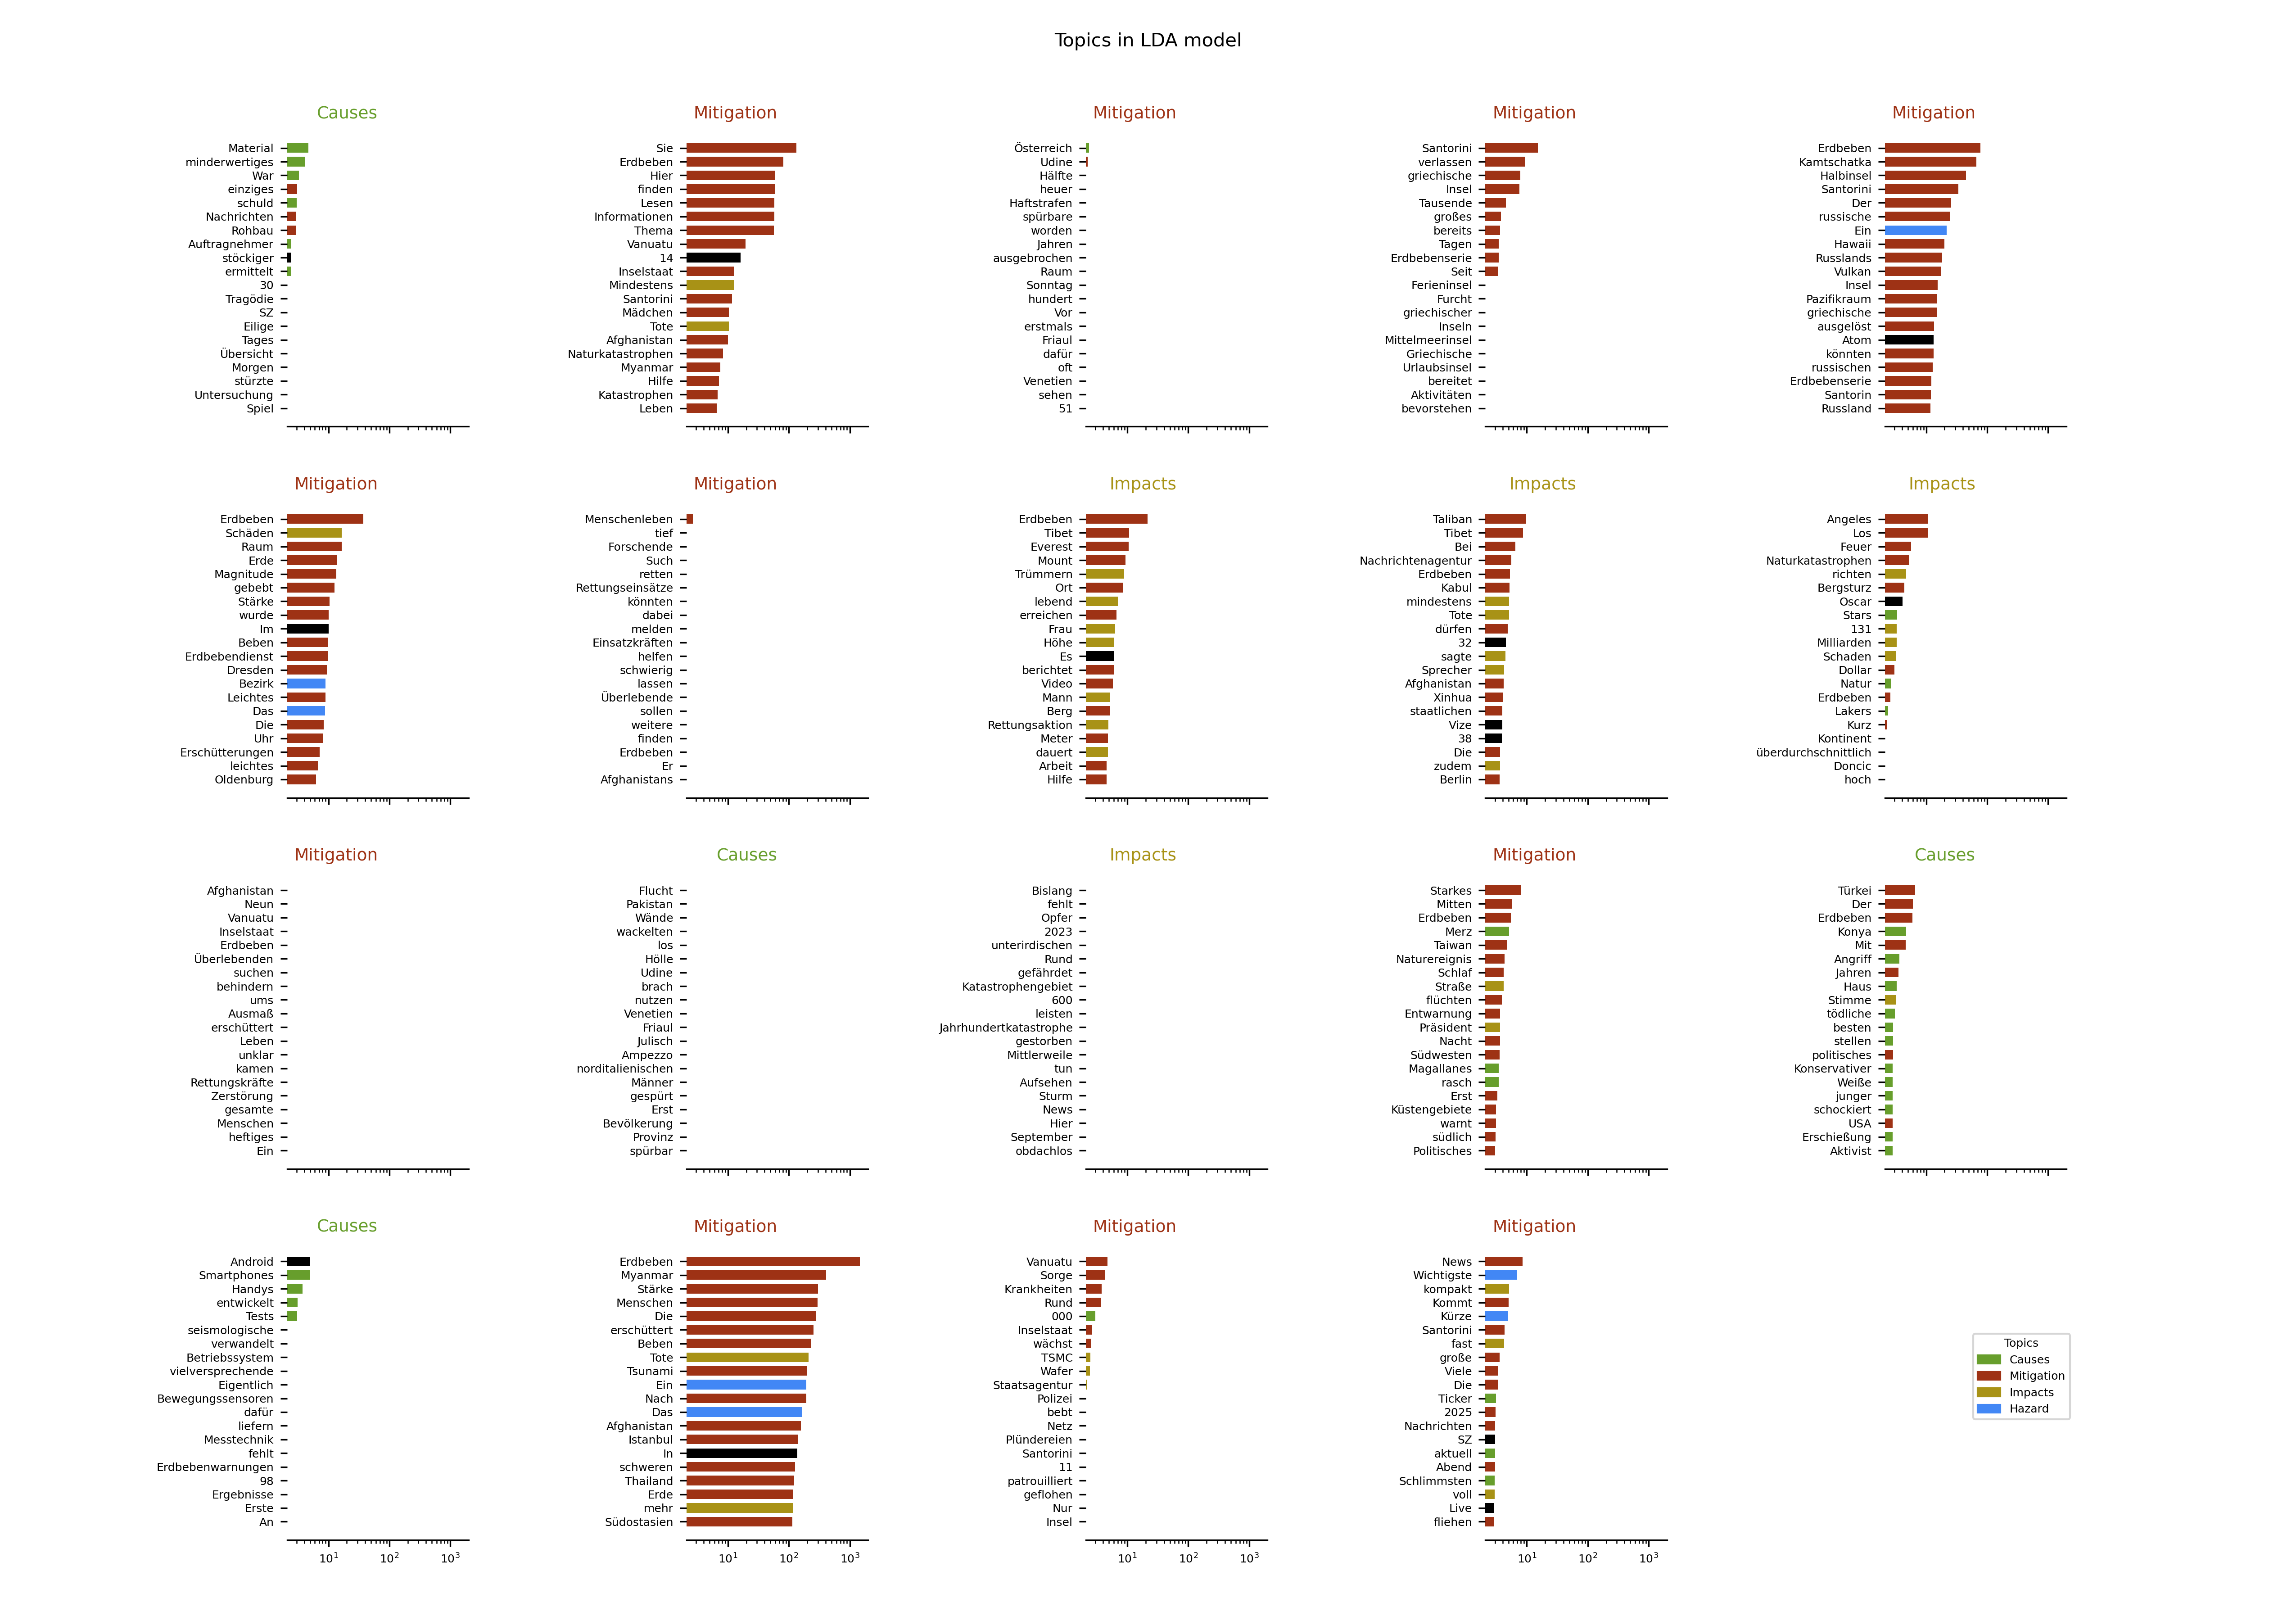 Topics in LDA model
Causes
Material
minderwertiges
War
einziges
schuld
Nachrichten
Rohbau
Auftragnehmer
stöckiger
ermittelt
30
Tragödie
SZ
Eilige
Tages
Übersicht
Morgen
stürzte
Untersuchung
Spiel
Mitigation
Sie
Erdbeben
Hier
finden
Lesen
Informationen
Thema
Vanuatu
14
Inselstaat
Mindestens
Santorini
Mädchen
Tote
Afghanistan
Naturkatastrophen
Myanmar
Hilfe
Katastrophen
Leben
Mitigation
Österreich
Udine
Hälfte
heuer
Haftstrafen
spürbare
worden
Jahren
ausgebrochen
Raum
Sonntag
hundert
Vor
erstmals
Friaul
dafür
oft
Venetien
sehen
51
Mitigation
Santorini
verlassen
griechische
Insel
Tausende
großes
bereits
Tagen
Erdbebenserie
Seit
Ferieninsel
Furcht
griechischer
Inseln
Mittelmeerinsel
Griechische
Urlaubsinsel
bereitet
Aktivitäten
bevorstehen
Mitigation
Erdbeben
Kamtschatka
Halbinsel
Santorini
Der
russische
Ein
Hawaii
Russlands
Vulkan
Insel
Pazifikraum
griechische
ausgelöst
Atom
könnten
russischen
Erdbebenserie
Santorin
Russland
Mitigation
Erdbeben
Schäden
Raum
Erde
Magnitude
gebebt
Stärke
wurde
Im
Beben
Erdbebendienst
Dresden
Bezirk
Leichtes
Das
Die
Uhr
Erschütterungen
leichtes
Oldenburg
Mitigation
Menschenleben
tief
Forschende
Such
retten
Rettungseinsätze
könnten
dabei
melden
Einsatzkräften
helfen
schwierig
lassen
Überlebende
sollen
weitere
finden
Erdbeben
Er
Afghanistans
Impacts
Erdbeben
Tibet
Everest
Mount
Trümmern
Ort
lebend
erreichen
Frau
Höhe
Es
berichtet
Video
Mann
Berg
Rettungsaktion
Meter
dauert
Arbeit
Hilfe
Impacts
Taliban
Tibet
Bei
Nachrichtenagentur
Erdbeben
Kabul
mindestens
Tote
dürfen
32
sagte
Sprecher
Afghanistan
Xinhua
staatlichen
Vize
38
Die
zudem
Berlin
Impacts
Angeles
Los
Feuer
Naturkatastrophen
richten
Bergsturz
Oscar
Stars
131
Milliarden
Schaden
Dollar
Natur
Erdbeben
Lakers
Kurz
Kontinent
überdurchschnittlich
Doncic
hoch
Mitigation
Afghanistan
Neun
Vanuatu
Inselstaat
Erdbeben
Überlebenden
suchen
behindern
ums
Ausmaß
erschüttert
Leben
unklar
kamen
Rettungskräfte
Zerstörung
gesamte
Menschen
heftiges
Ein
Causes
Flucht
Pakistan
Wände
wackelten
los
Hölle
Udine
brach
nutzen
Venetien
Friaul
Julisch
Ampezzo
norditalienischen
Männer
gespürt
Erst
Bevölkerung
Provinz
spürbar
Impacts
Bislang
fehlt
Opfer
2023
unterirdischen
Rund
gefährdet
Katastrophengebiet
600
leisten
Jahrhundertkatastrophe
gestorben
Mittlerweile
tun
Aufsehen
Sturm
News
Hier
September
obdachlos
Mitigation
Starkes
Mitten
Erdbeben
Merz
Taiwan
Naturereignis
Schlaf
Straße
flüchten
Entwarnung
Präsident
Nacht
Südwesten
Magallanes
rasch
Erst
Küstengebiete
warnt
südlich
Politisches
Causes
Türkei
Der
Erdbeben
Konya
Mit
Angriff
Jahren
Haus
Stimme
tödliche
besten
stellen
politisches
Konservativer
Weiße
junger
schockiert
USA
Erschießung
Aktivist
Causes
Android
Smartphones
Handys
entwickelt
Tests
seismologische
verwandelt
Betriebssystem
vielversprechende
Eigentlich
Bewegungssensoren
dafür
liefern
Messtechnik
fehlt
Erdbebenwarnungen
98
Ergebnisse
Erste
An
10¹ 10² 10³
Mitigation
Erdbeben
Myanmar
Stärke
Menschen
Die
erschüttert
Beben
Tote
Tsunami
Ein
Nach
Das
Afghanistan
Istanbul
In
schweren
Thailand
Erde
mehr
Südostasien
10¹ 10² 10³
Mitigation
Vanuatu
Sorge
Krankheiten
Rund
000
Inselstaat
wächst
TSMC
Wafer
Staatsagentur
Polizei
bebt
Netz
Plündereien
Santorini
11
patrouilliert
geflohen
Nur
Insel
10¹ 10² 10³
Mitigation
News
Wichtigste
kompakt
Kommt
Kürze
Santorini
fast
große
Viele
Die
Ticker
2025
Nachrichten
SZ
aktuell
Abend
Schlimmsten
voll
Live
fliehen
10¹ 10² 10³
Topics
Causes
Mitigation
Impacts
Hazard